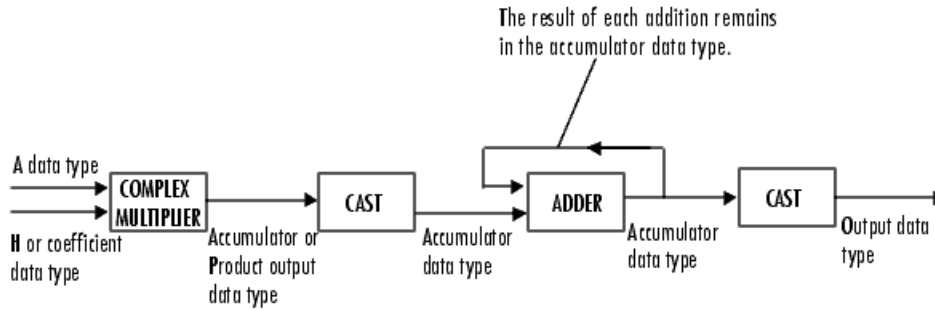 The result of each addition remains
in the accumulator data type.
A data type
COMPLEX
MULTIPLIER
CAST
ADDER
CAST
H or coefficient
data type
Accumulator or
Product output
data type
Accumulator
data type
Accumulator
data type
Output data
type